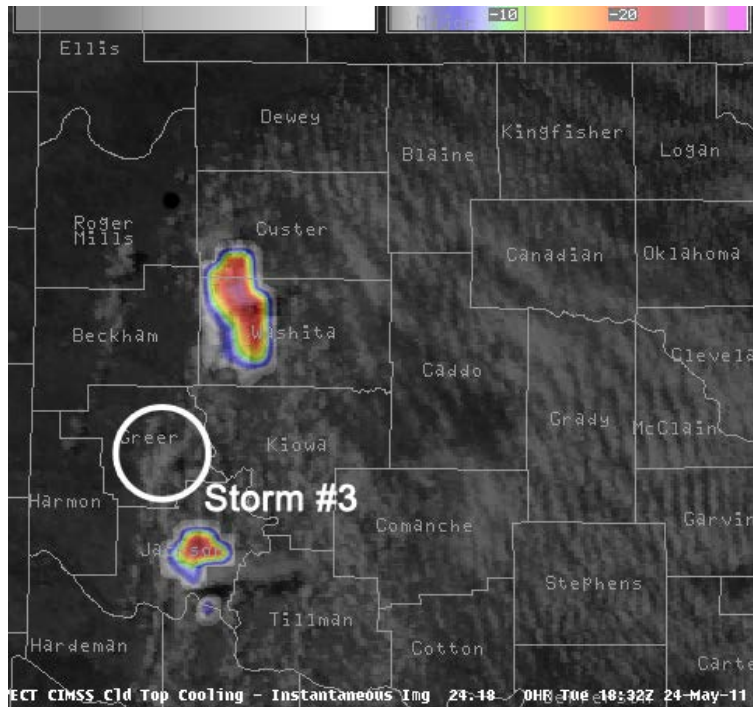 -10 -20
Ellis
Dewey
Kingfisher
Blaine
Logan
Roger
Mills
Custer
Canadian
Oklahoma
Beckham
Washita
Clevela
Caddo
Grady
McClain
Greer
Kiowa
Storm #3
Harmon
Comanche
Garvin
Jackson
Stephens
Tillman
Hardeman
Cotton
Carte
Jefferson
PECT CIMSS Cld Top Cooling - Instantaneous Img 24.18 0HR Tue 18:32Z 24-May-11